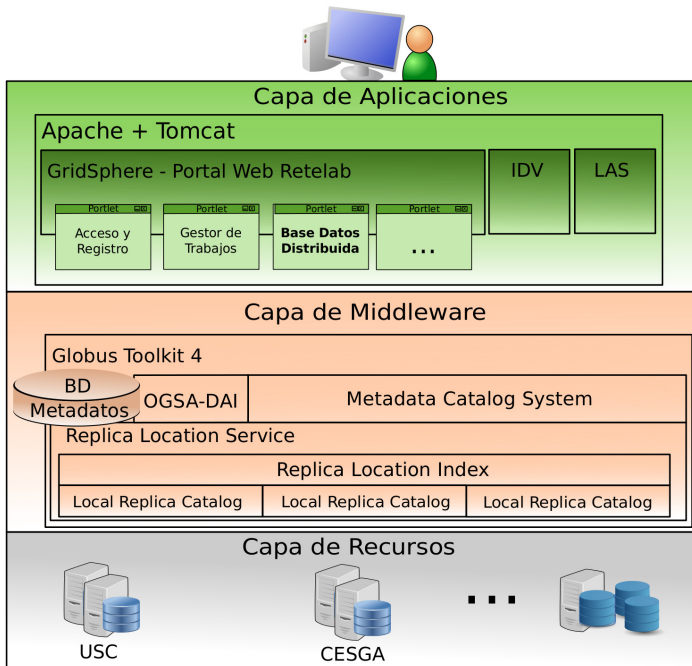 Capa de Aplicaciones
Apache + Tomcat
GridSphere - Portal Web Retelab
IDV
LAS
Portlet
Acceso y
Registro
Portlet
Gestor de
Trabajos
Portlet
Base Datos
Distribuida
Portlet
...
Capa de Middleware
Globus Toolkit 4
BD
Metadatos
OGSA-DAI
Metadata Catalog System
Replica Location Service
Replica Location Index
Local Replica Catalog
Local Replica Catalog
Local Replica Catalog
Capa de Recursos
...
USC
CESGA